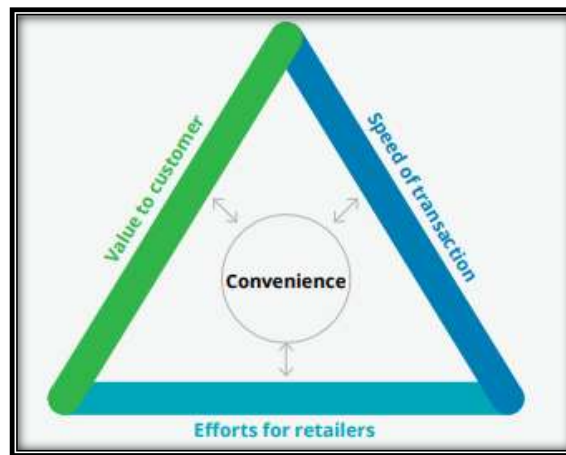 Value to customer
Speed of transaction
Convenience
Efforts for retailers